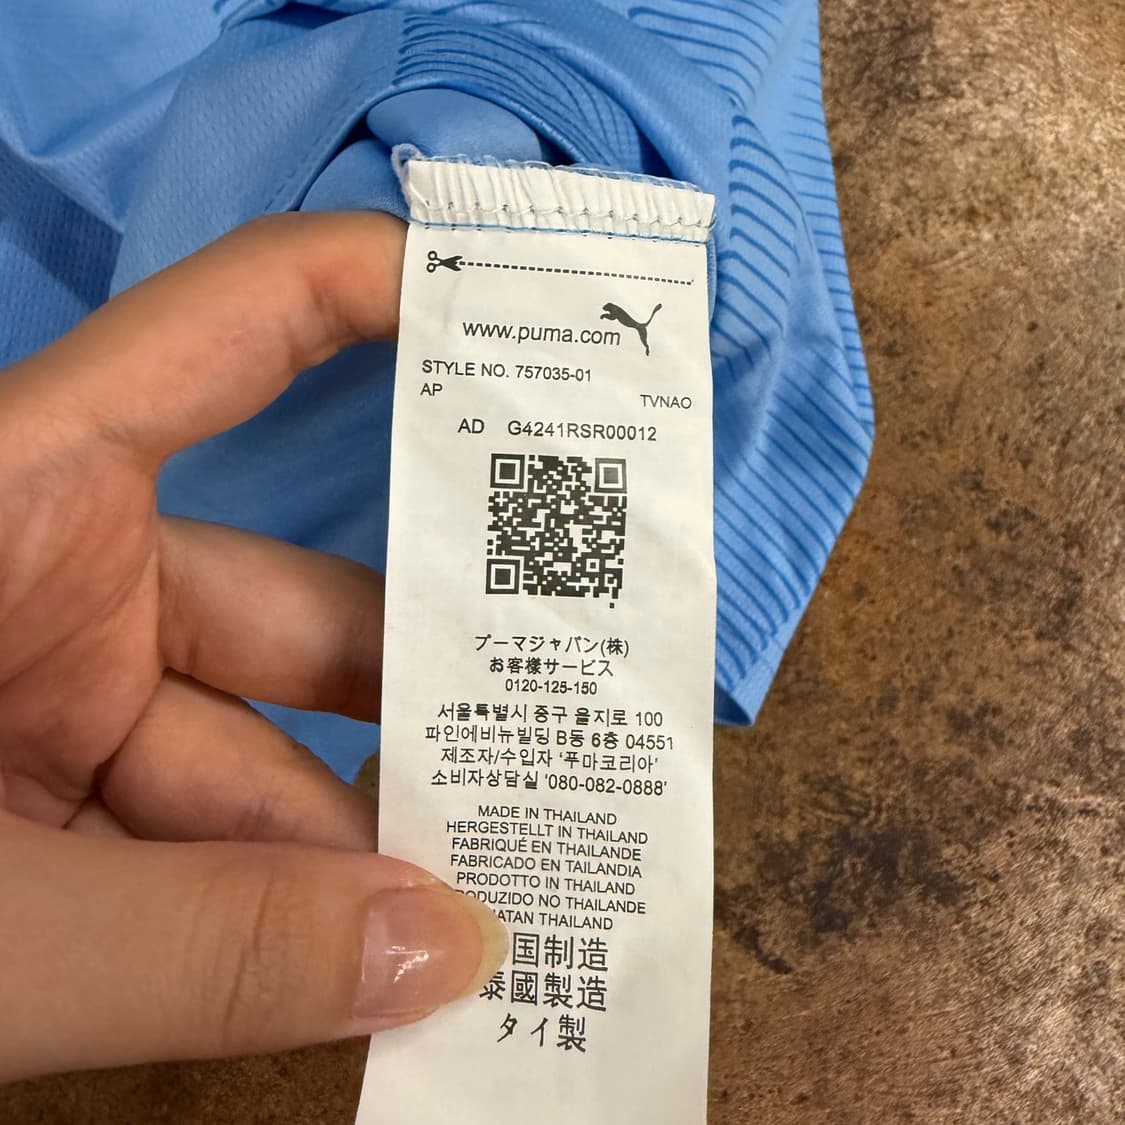 www.puma.com
STYLE NO. 757035-01
AP TVNAO
AD G4241RSR00012
プーマジャパン(株)
お客様サービス
0120-125-150
서울특별시 중구 을지로 100
파인에비뉴빌딩 B동 6층 04551
제조자/수입자 '푸마코리아'
소비자상담실 '080-082-0888'
MADE IN THAILAND
HERGESTELLT IN THAILAND
FABRIQUÉ EN THAILANDE
FABRICADO EN TAILANDIA
PRODOTTO IN THAILAND
NO THAILANDE
THAILAND
国制造
泰國製造
タイ製